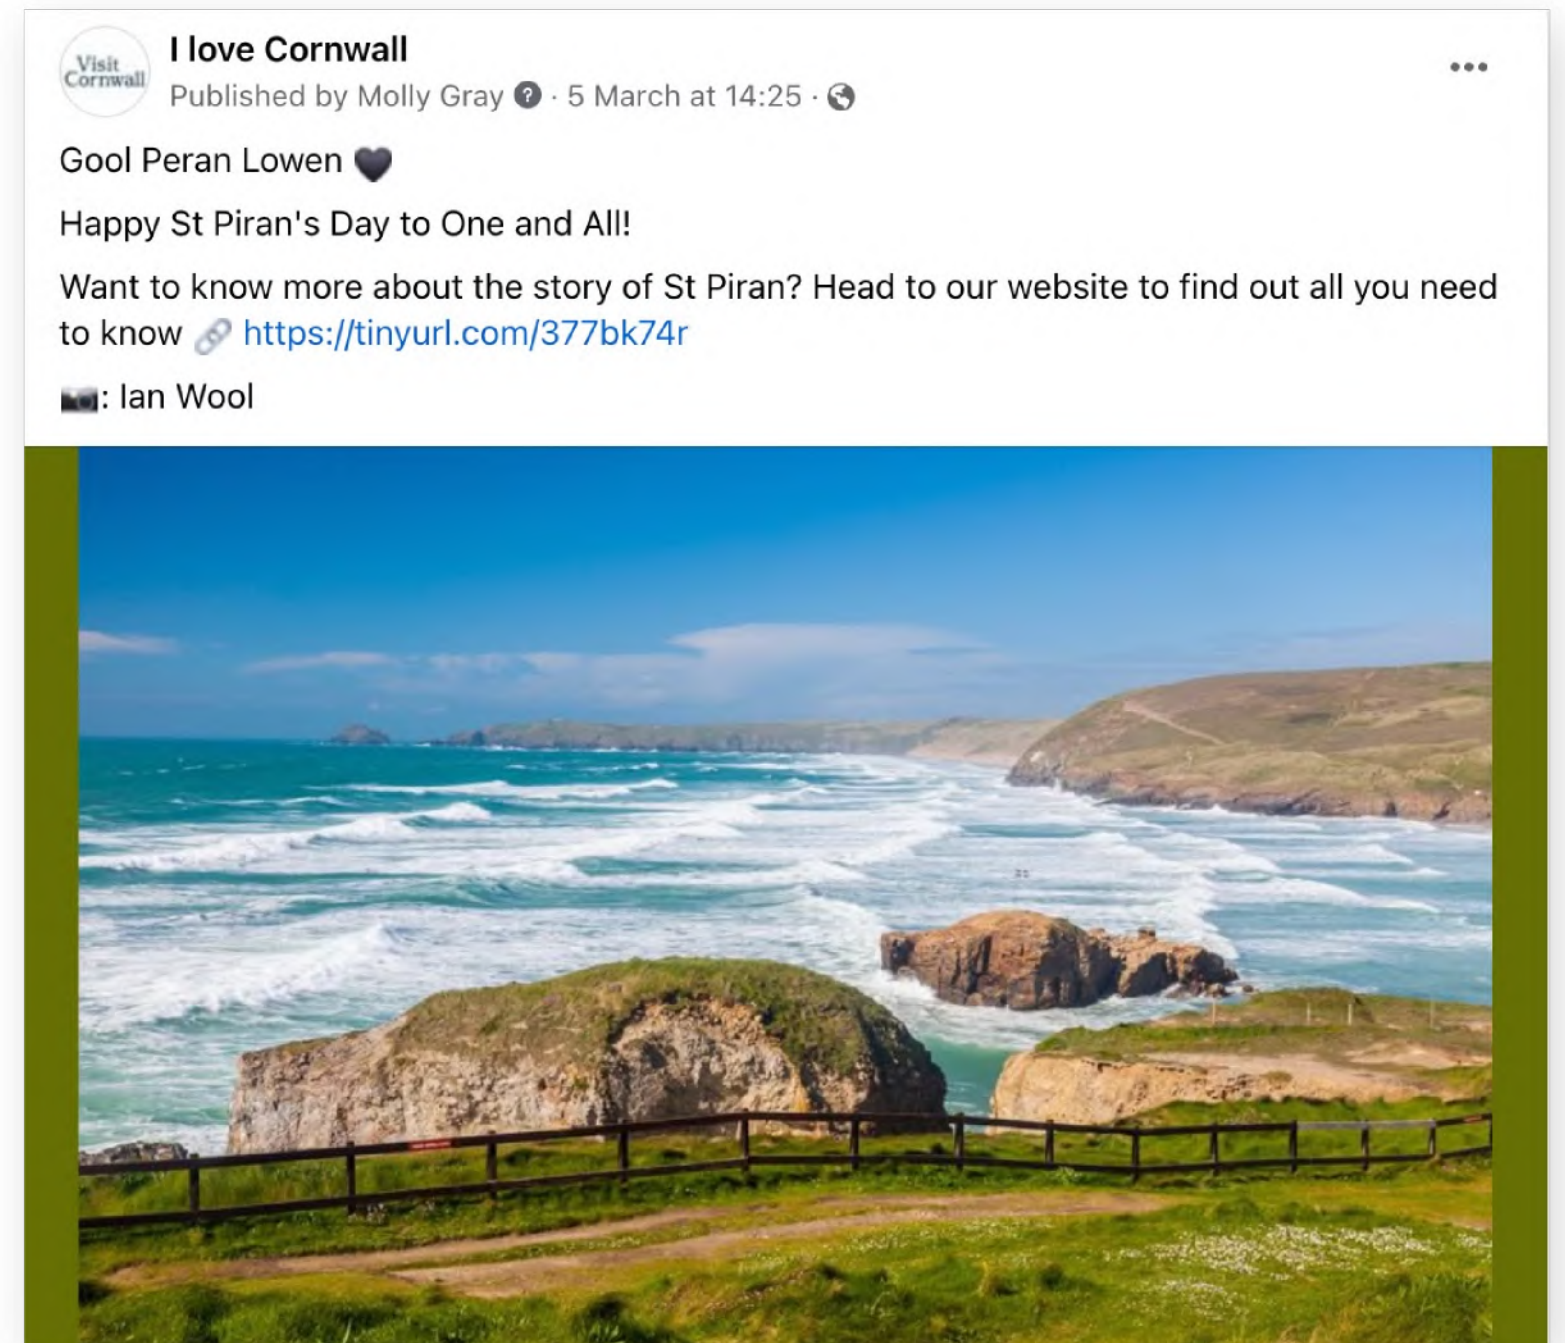 Visit
Cornwall
I love Cornwall
Published by Molly Gray ? · 5 March at 14:25 ·
Gool Peran Lowen 🖤
Happy St Piran's Day to One and All!
Want to know more about the story of St Piran? Head to our website to find out all you need
to know 🔗 https://tinyurl.com/377bk74r
📷: Ian Wool